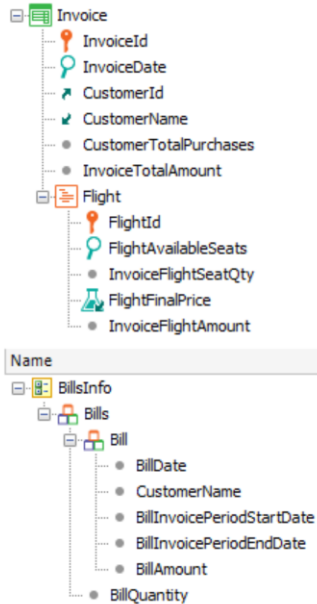 Invoice
InvoiceId
InvoiceDate
CustomerId
CustomerName
CustomerTotalPurchases
InvoiceTotalAmount
Flight
FlightId
FlightAvailableSeats
InvoiceFlightSeatQty
FlightFinalPrice
InvoiceFlightAmount
Name
BillsInfo
Bills
Bill
BillDate
CustomerName
BillInvoicePeriodStartDate
BillInvoicePeriodEndDate
BillAmount
BillQuantity